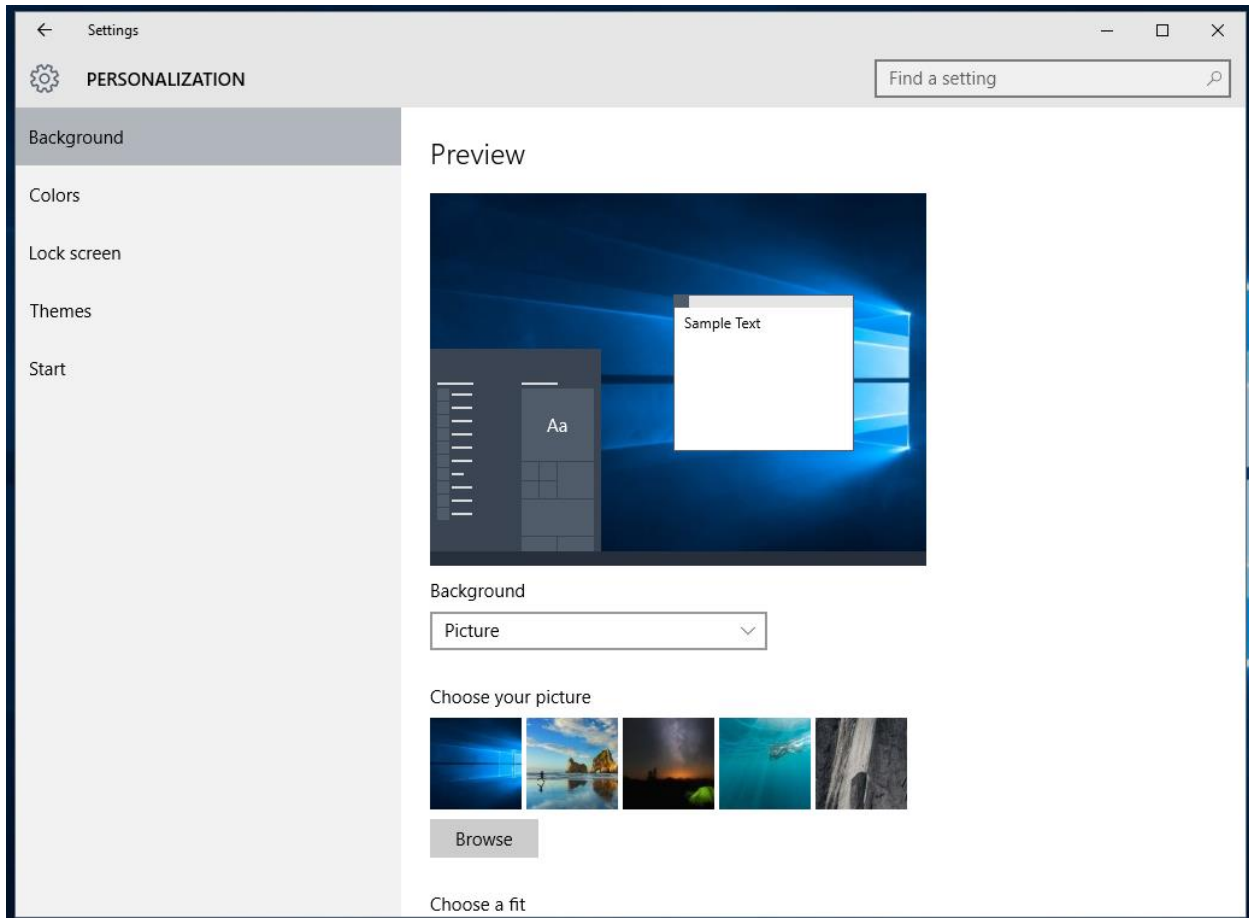 Settings
PERSONALIZATION
Find a setting
Background
Colors
Lock screen
Themes
Start
Preview
Sample Text
Aa
Background
Picture
Choose your picture
Browse
Choose a fit